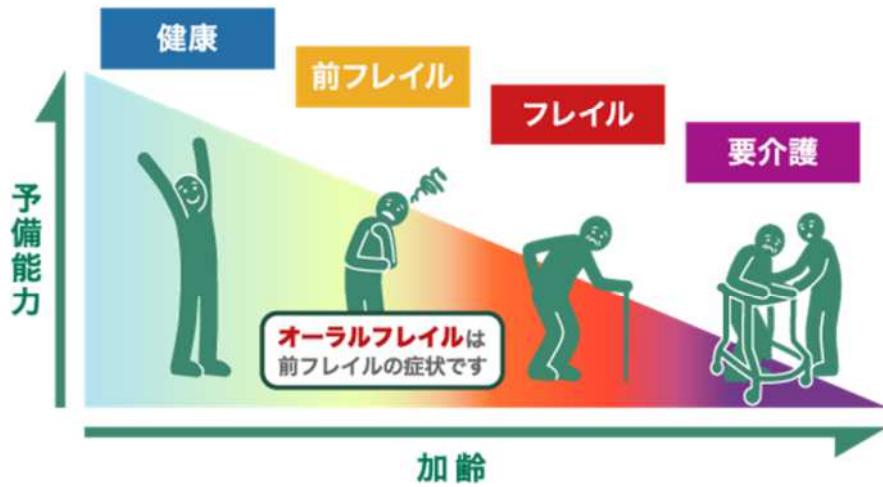 健康
前フレイル
フレイル
要介護
予備能力
オーラルフレイルは
前フレイルの症状です
加齢